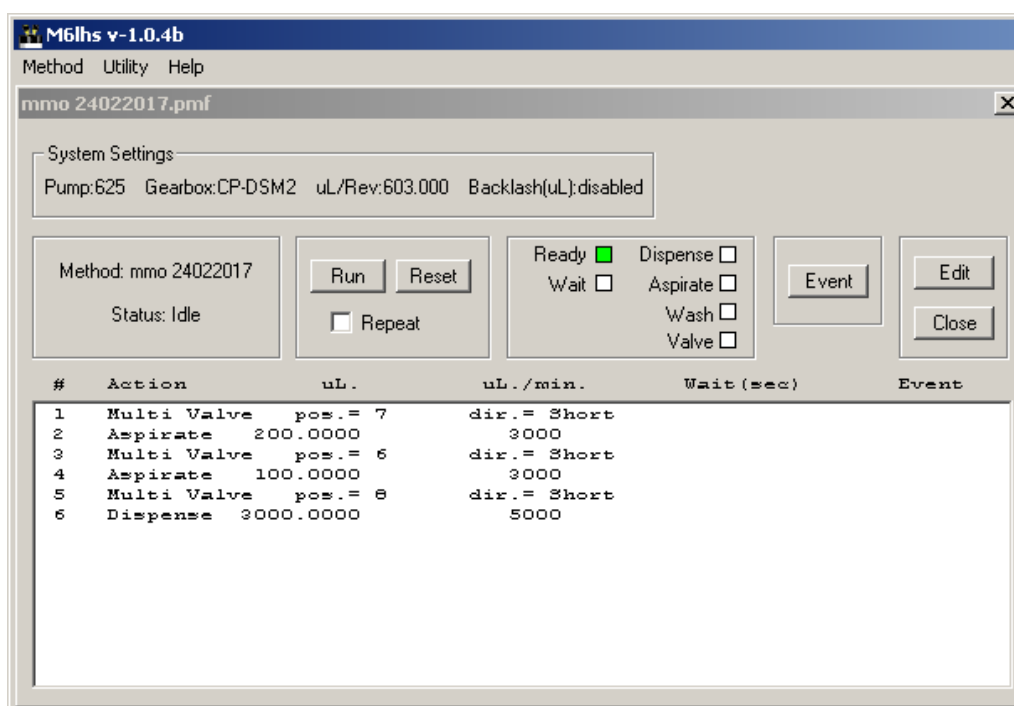 M6lhs v-1.0.4b
Method Utility Help
mmo 24022017.pmf
System Settings
Pump:625 Gearbox:CP-DSM2 uL/Rev:603.000 Backlash(uL):disabled
Method: mmo 24022017
Status: Idle
Run Reset
Repeat
Ready Dispense
Wait Aspirate
Wash
Valve
Event
Edit
Close
# Action uL. uL./min. Wait(sec) Event
1 Multi Valve pos.= 7 dir.= Short
2 Aspirate 200.0000 3000
3 Multi Valve pos.= 6 dir.= Short
4 Aspirate 100.0000 3000
5 Multi Valve pos.= 8 dir.= Short
6 Dispense 3000.0000 5000